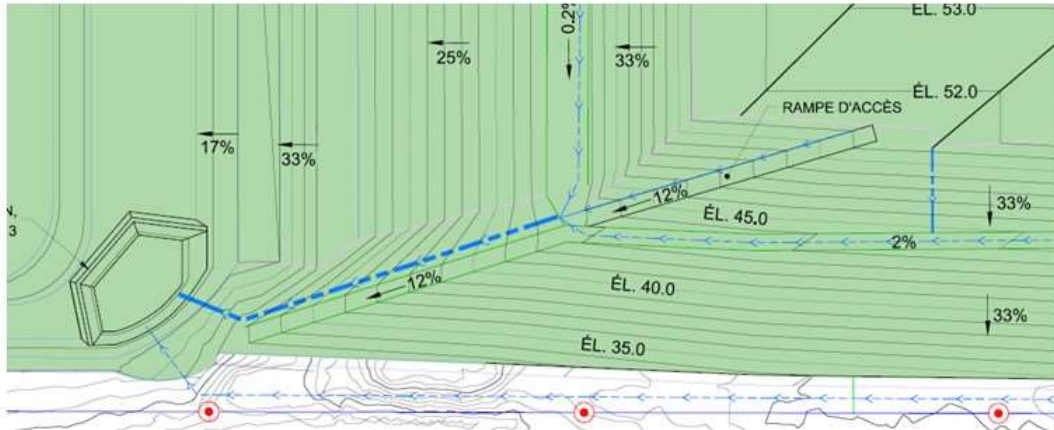 ÉL. 53.0
0.2%
25%
33%
ÉL. 52.0
RAMPE D'ACCÈS
17%
33%
12%
ÉL. 45.0
33%
N,
3
2%
12%
ÉL. 40.0
33%
ÉL. 35.0